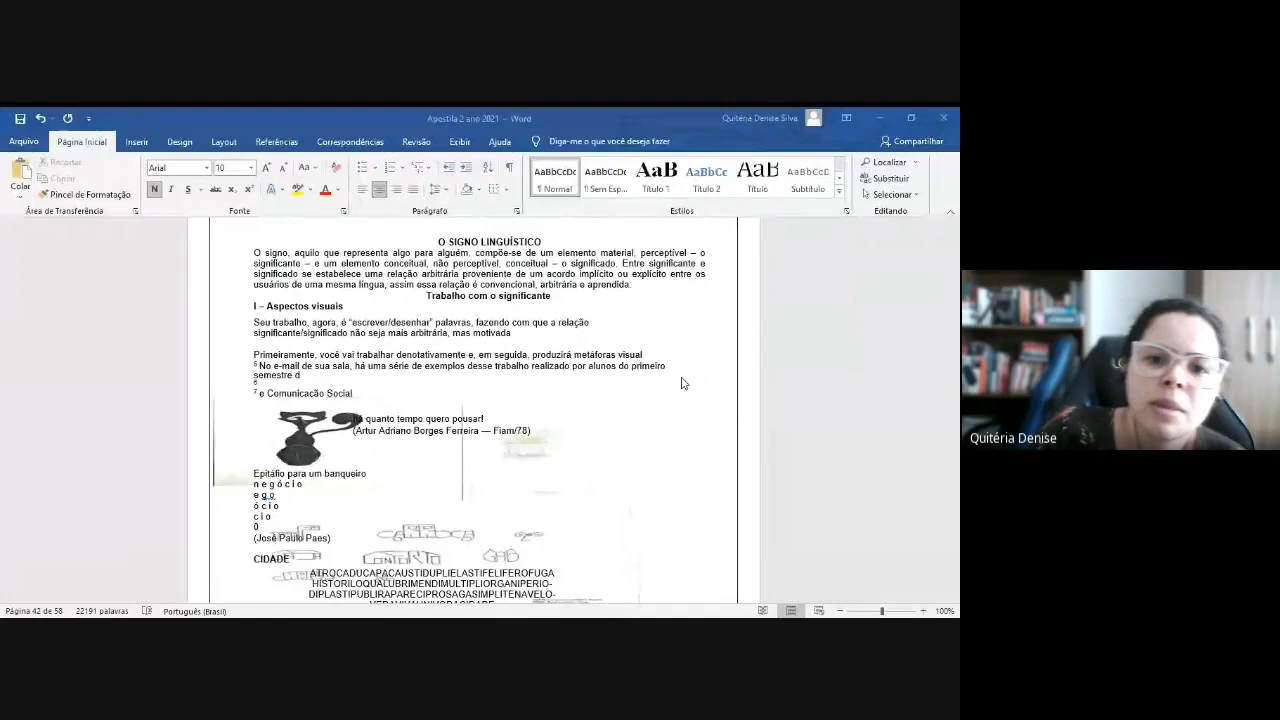 Apostila 2 ano 2021 – Word
Quitéria Denise Silva
Arquivo Página Inicial Inserir Design Layout Referências Correspondências Revisão Exibir Ajuda Diga-me o que você deseja fazer Compartilhar
Recortar
Copiar
Colar
Pincel de Formatação
Arial 10
N I S abc x₂ x²
AaBbCcDc AaBbCcDc AaB AaBbCc AaB AaBbCcD
¶ Normal ¶ Sem Esp... Título 1 Título 2 Título Subtítulo
Localizar
Substituir
Selecionar
Área de Transferência Fonte Parágrafo Estilos Editando
O SIGNO LINGUÍSTICO
O signo, aquilo que representa algo para alguém, compõe-se de um elemento material, perceptível – o
significante – e um elemento conceitual, não perceptível, conceitual – o significado. Entre significante e
significado se estabelece uma relação arbitrária proveniente de um acordo implícito ou explícito entre os
usuários de uma mesma língua, assim essa relação é convencional, arbitrária e aprendida.
Trabalho com o significante
I – Aspectos visuais
Seu trabalho, agora, é “escrever/desenhar” palavras, fazendo com que a relação
significante/significado não seja mais arbitrária, mas motivada
Primeiramente, você vai trabalhar denotativamente e, em seguida, produzirá metáforas visual
5 No e-mail de sua sala, há uma série de exemplos desse trabalho realizado por alunos do primeiro
semestre d
6
7 e Comunicação Social
quanto tempo quero pousar!
(Artur Adriano Borges Ferreira — Fiam/78)
Epitáfio para um banqueiro
n e g ó c i o
e g o
ó c i o
c i o
0
(José Paulo Paes)
CARROÇA
CIDADE
CONFORTO
ATROCADUCAPACAUSTIDUPLIELASTIFELIFEROFUGA
HISTORILOQUALUBRIMENDIMULTIPLIORGANIPERIO-
DIPLASTIPUBLIRAPARECIPROSAGASIMPLITENAVELO-
Página 42 de 58 22191 palavras Português (Brasil) 100%
Quitéria Denise